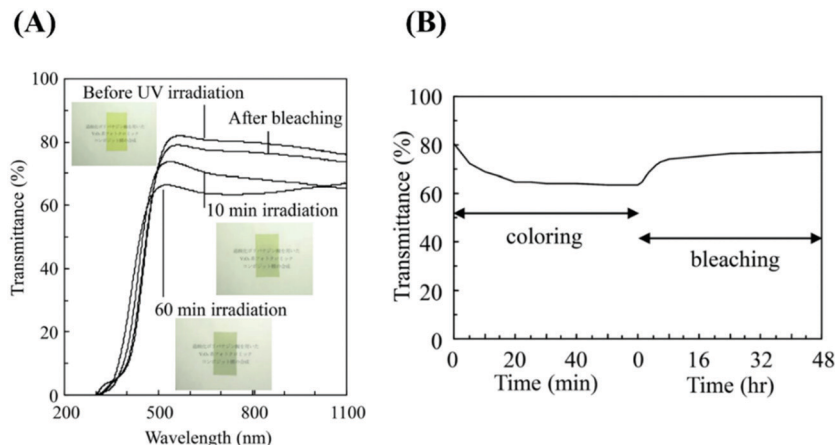 (A)
(B)
100
80
60
40
20
0
Transmittance (%)
Before UV irradiation
After bleaching
10 min irradiation
60 min irradiation
200
500
800
1100
Wavelength (nm)
100
80
60
40
20
0
Transmittance (%)
coloring
bleaching
0
20
40
0
16
32
48
Time (min)
Time (hr)